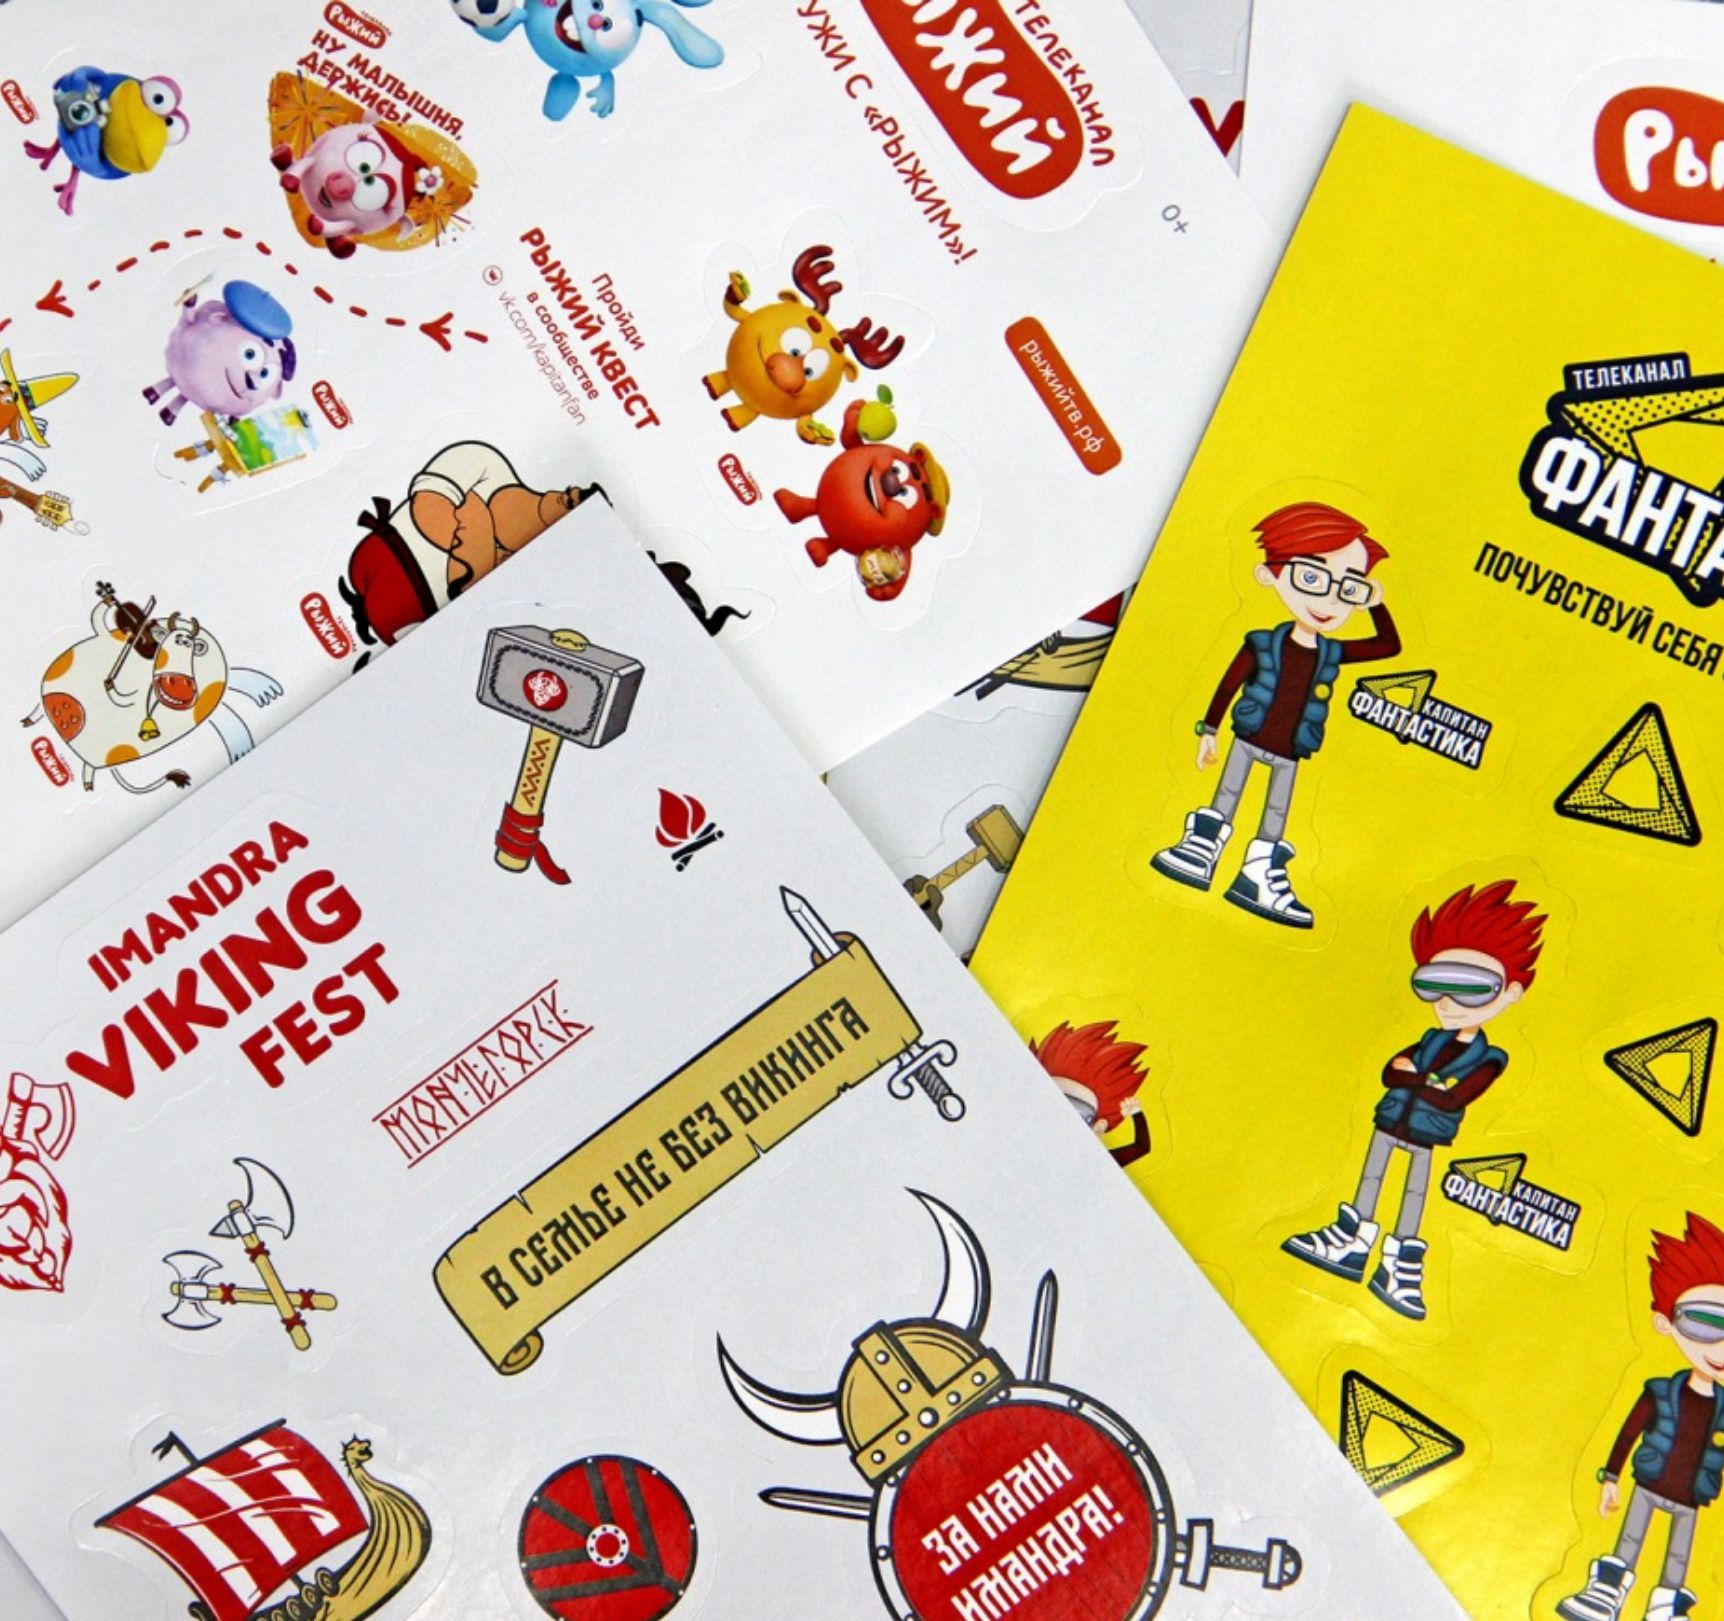 Рыжий
НУ МАЛЫШНЯ,
ДЕРЖИСЬ!
Рыжий
ТЕЛЕКАНАЛ
«РЫЖИМ»!
0+
Пройди
РЫЖИЙ КВЕСТ
в сообществе
vk.com/kapitanfan
рыжийтв.рф
Рыжий
Рыжий
Рыжий
Рыжий
ТЕЛЕКАНАЛ
ПОЧУВСТВУЙ СЕБЯ
КАПИТАН
ФАНТАСТИКА
КАПИТАН
ФАНТАСТИКА
IMANDRA
VIKING
FEST
МОНЧЕГОРСК
В СЕМЬЕ НЕ БЕЗ ВИКИНГА
ЗА НАМИ
ИМАНДРА!